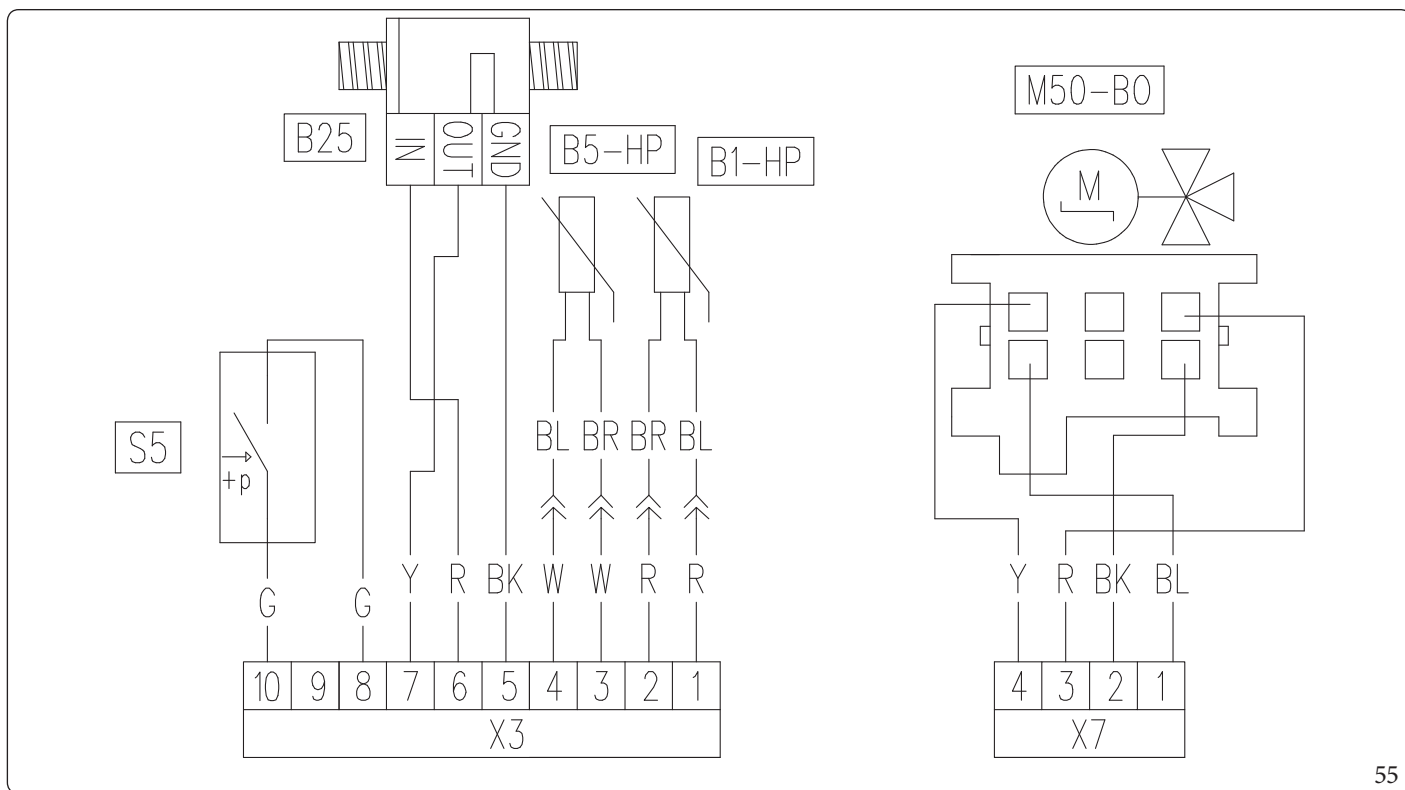 M50-B0
B25
IN
OUT
GND
B5-HP
B1-HP
M
S5
+p
BL BR BR BL
G G Y R BK W W R R
Y R BK BL
10 9 8 7 6 5 4 3 2 1
X3
4 3 2 1
X7
55